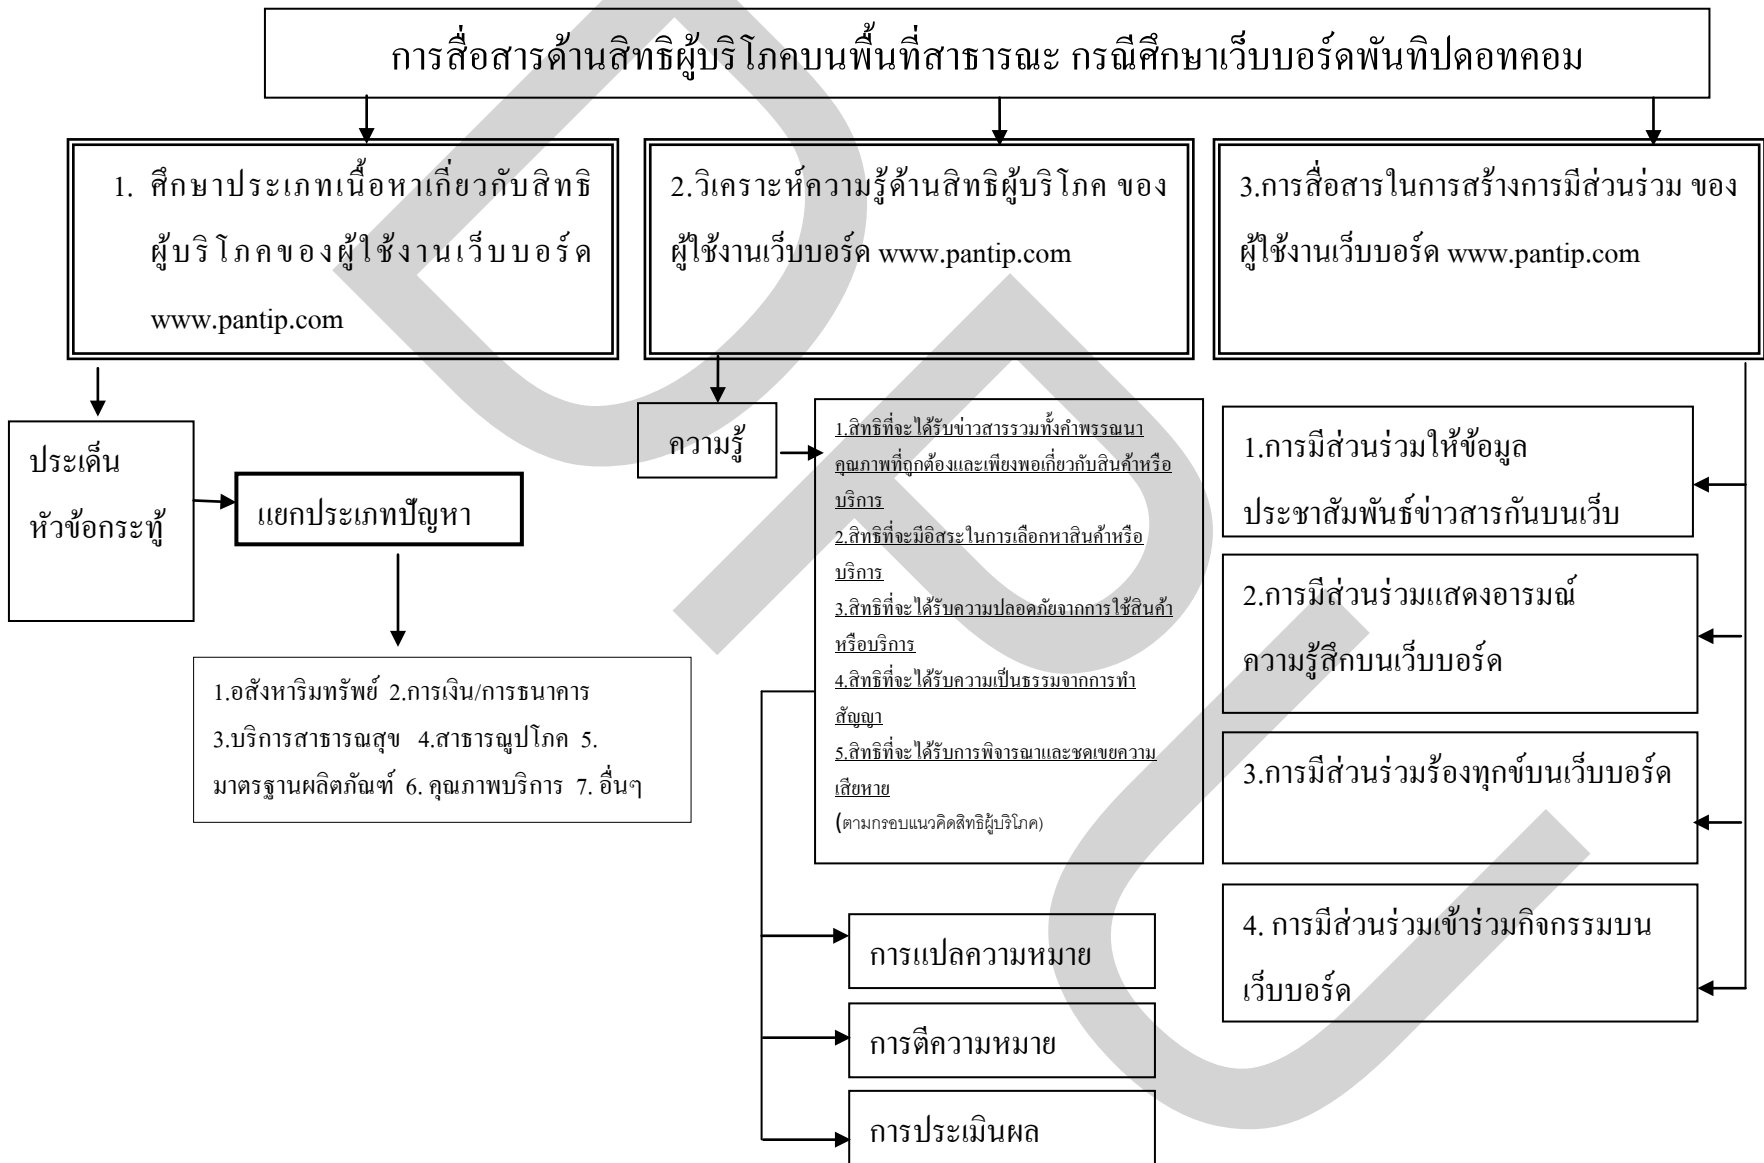 การสื่อสารด้านสิทธิผู้บริโภคบนพื้นที่สาธารณะ กรณีศึกษาเว็บบอร์ดพันทิปดอทคอม
1. ศึกษาประเภทเนื้อหาเกี่ยวกับสิทธิ
ผู้บริโภคของผู้ใช้งานเว็บบอร์ด
www.pantip.com
2.วิเคราะห์ความรู้ด้านสิทธิผู้บริโภค ของ
ผู้ใช้งานเว็บบอร์ด www.pantip.com
3.การสื่อสารในการสร้างการมีส่วนร่วม ของ
ผู้ใช้งานเว็บบอร์ด www.pantip.com
ประเด็น
หัวข้อกระทู้
แยกประเภทปัญหา
1.อสังหาริมทรัพย์ 2.การเงิน/การธนาคาร
3.บริการสาธารณสุข 4.สาธารณูปโภค 5.
มาตรฐานผลิตภัณฑ์ 6. คุณภาพบริการ 7. อื่นๆ
ความรู้
1.สิทธิที่จะได้รับข่าวสารรวมทั้งคำพรรณนา
คุณภาพที่ถูกต้องและเพียงพอเกี่ยวกับสินค้าหรือ
บริการ
2.สิทธิที่จะมีอิสระในการเลือกหาสินค้าหรือ
บริการ
3.สิทธิที่จะได้รับความปลอดภัยจากการใช้สินค้า
หรือบริการ
4.สิทธิที่จะได้รับความเป็นธรรมจากการทำ
สัญญา
5.สิทธิที่จะได้รับการพิจารณาและชดเขยความ
เสียหาย
(ตามกรอบแนวคิดสิทธิผู้บริโภค)
การแปลความหมาย
การตีความหมาย
การประเมินผล
1.การมีส่วนร่วมให้ข้อมูล
ประชาสัมพันธ์ข่าวสารกันบนเว็บ
2.การมีส่วนร่วมแสดงอารมณ์
ความรู้สึกบนเว็บบอร์ด
3.การมีส่วนร่วมร้องทุกข์บนเว็บบอร์ด
4. การมีส่วนร่วมเข้าร่วมกิจกรรมบน
เว็บบอร์ด
DPU